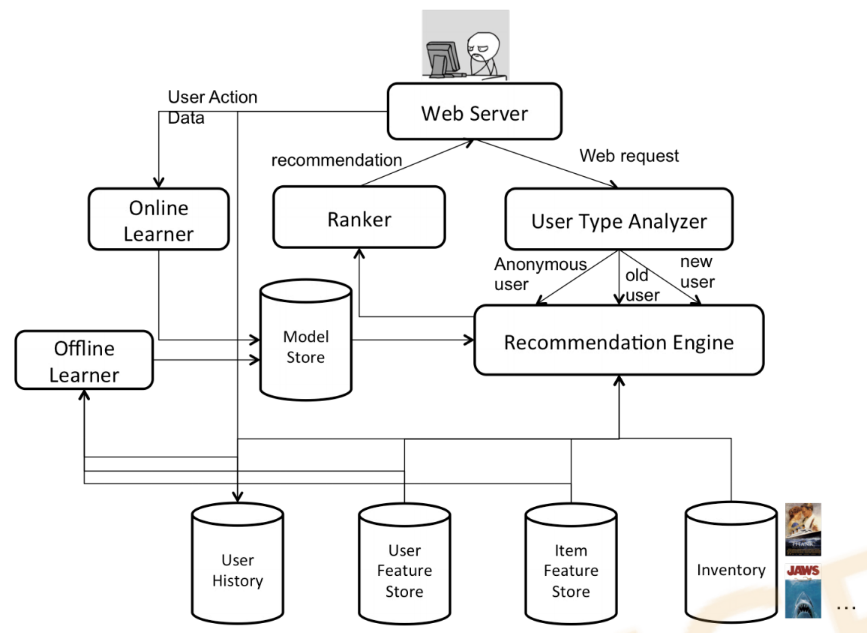 User Action
Data
Web Server
recommendation
Web request
Online
Learner
Ranker
User Type Analyzer
Anonymous
user
old
user
new
user
Offline
Learner
Model
Store
Recommendation Engine
User
History
User
Feature
Store
Item
Feature
Store
Inventory
JAWS
...